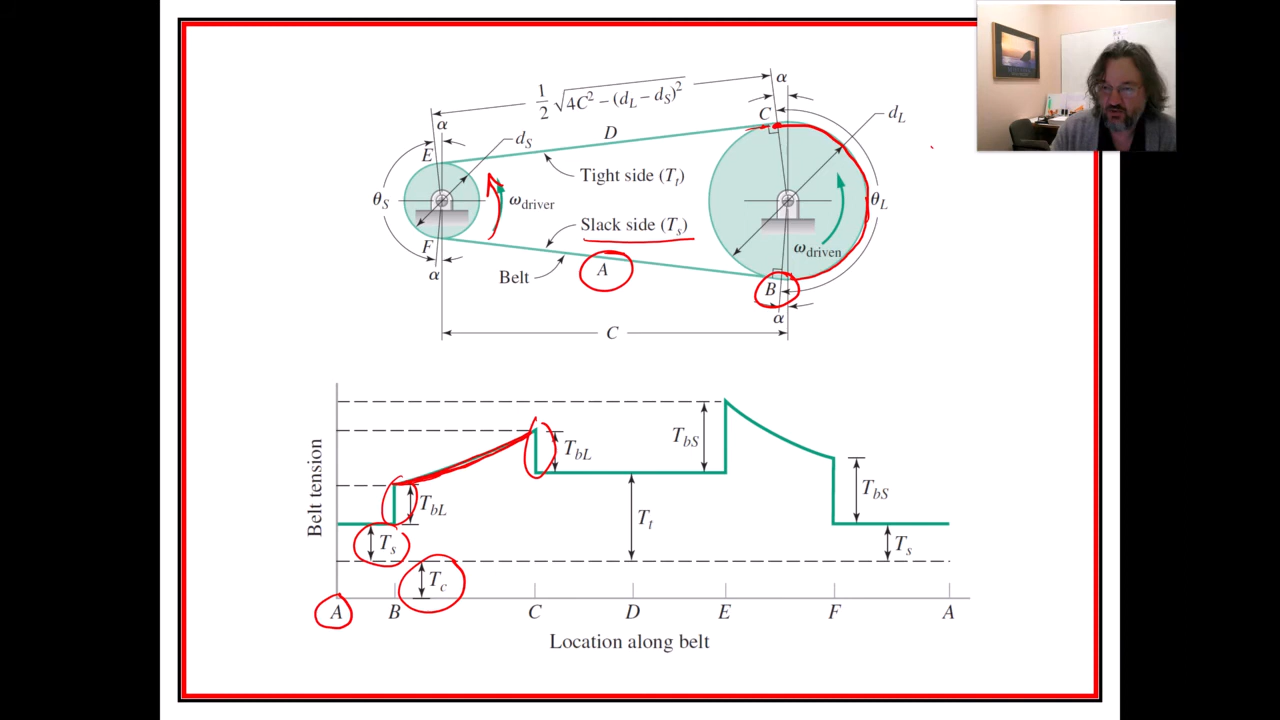 ½√4C² − (d_L − d_S)²
α
α
C
d_L
D
E
d_S
Tight side (T_t)
θ_S
ω_driver
θ_L
Slack side (T_s)
F
ω_driven
α
Belt
A
B
α
C
T_bL
T_bS
T_bL
T_bS
Belt tension
T_t
T_s
T_s
T_c
A
B
C
D
E
F
A
Location along belt